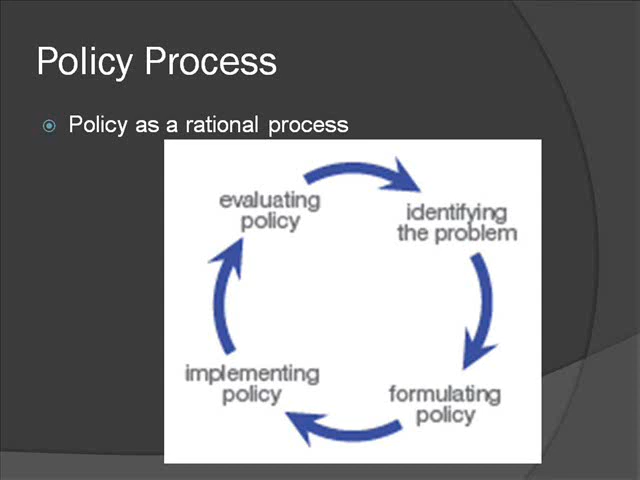 Policy Process
Policy as a rational process
evaluating
policy
identifying
the problem
implementing
policy
formulating
policy